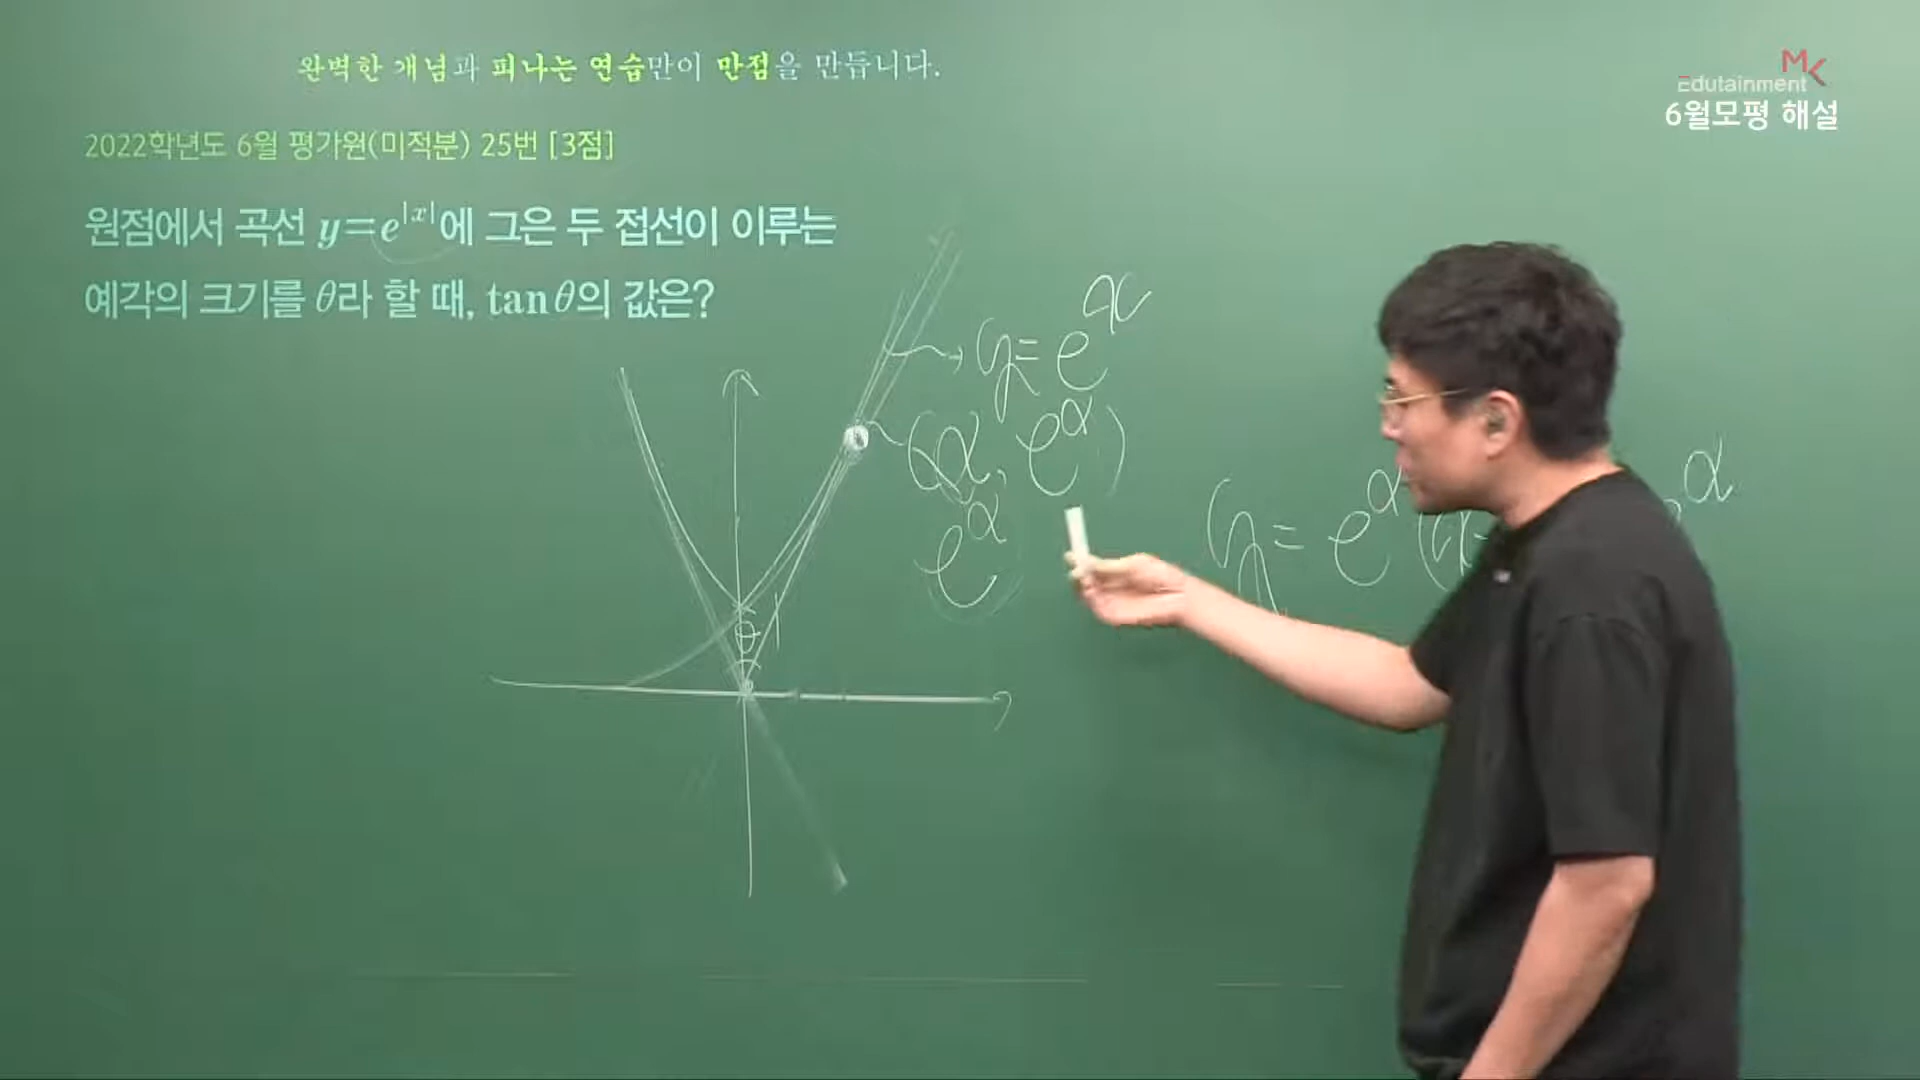 완벽한 개념과 피나는 연습만이 만점을 만듭니다.
MK
Edutainment
6월모평 해설
2022학년도 6월 평가원(미적분) 25번 [3점]
원점에서 곡선 y=e^|x|에 그은 두 접선이 이루는
예각의 크기를 θ라 할 때, tanθ의 값은?
y=e^x
(α, e^α)
e^α
y=e^α(x-
α
θ
1